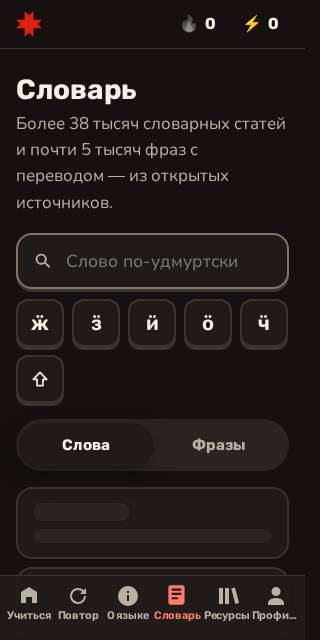 0 0
Словарь
Более 38 тысяч словарных статей
и почти 5 тысяч фраз с
переводом — из открытых
источников.
Слово по-удмуртски
ӝ ӟ ӥ ӧ ӵ
Слова Фразы
Учиться Повтор О языке Словарь Ресурсы Профи…